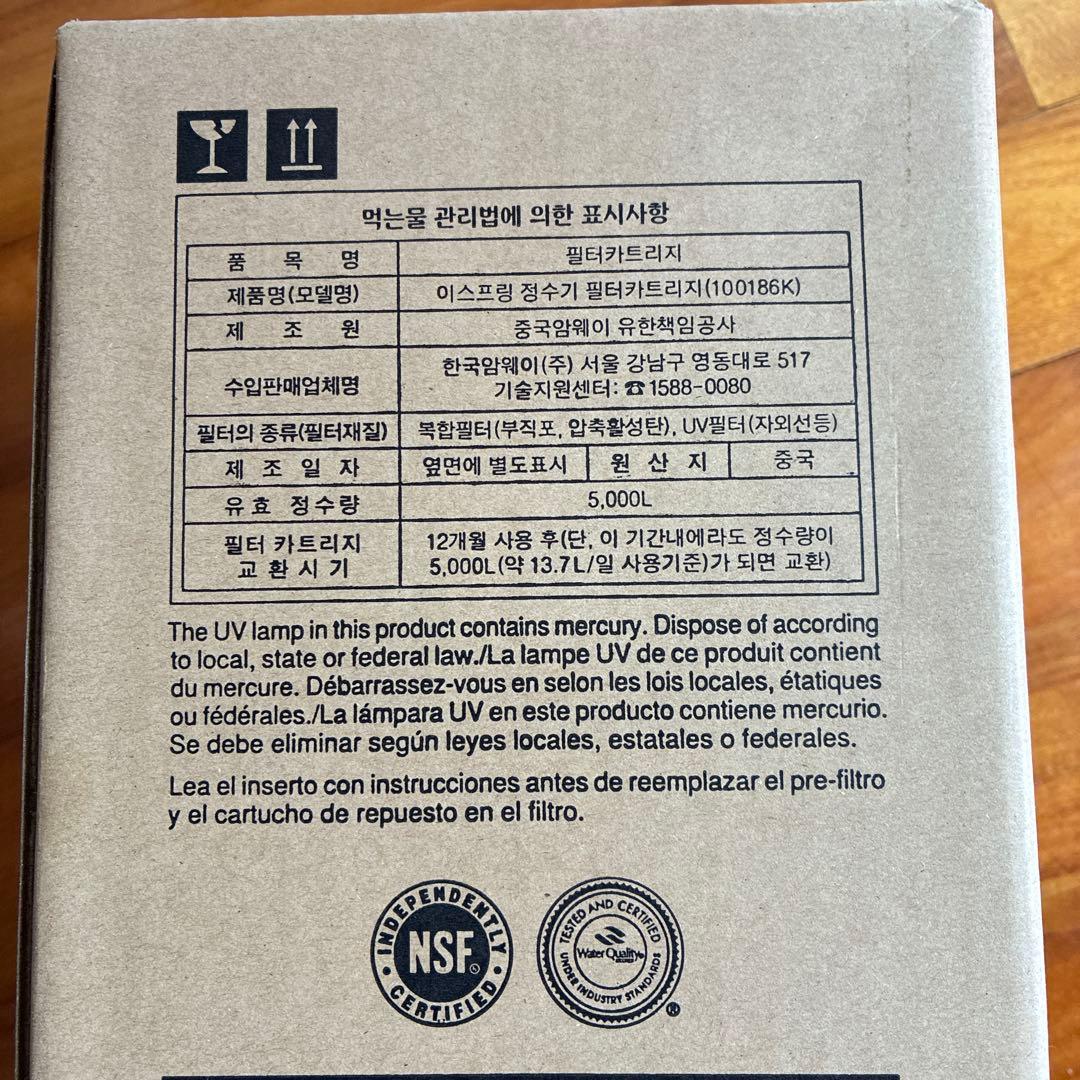 먹는물 관리법에 의한 표시사항
품 목 명 필터카트리지
제품명(모델명) 이스프링 정수기 필터카트리지(100186K)
제 조 원 중국암웨이 유한책임공사
수입판매업체명 한국암웨이(주) 서울 강남구 영동대로 517
기술지원센터: ☎1588-0080
필터의 종류(필터재질) 복합필터(부직포, 압축활성탄), UV필터(자외선등)
제 조 일 자 옆면에 별도표시 원 산 지 중국
유효 정수량 5,000L
필터 카트리지 12개월 사용 후(단, 이 기간내에라도 정수량이
교 환 시 기 5,000L(약 13.7L/일 사용기준)가 되면 교환)
The UV lamp in this product contains mercury. Dispose of according
to local, state or federal law./La lampe UV de ce produit contient
du mercure. Débarrassez-vous en selon les lois locales, étatiques
ou fédérales./La lámpara UV en este producto contiene mercurio.
Se debe eliminar según leyes locales, estatales o federales.
Lea el inserto con instrucciones antes de reemplazar el pre-filtro
y el cartucho de repuesto en el filtro.
INDEPENDENTLY
NSF
CERTIFIED
TESTED AND CERTIFIED
Water Quality
UNDER INDUSTRY STANDARDS
®